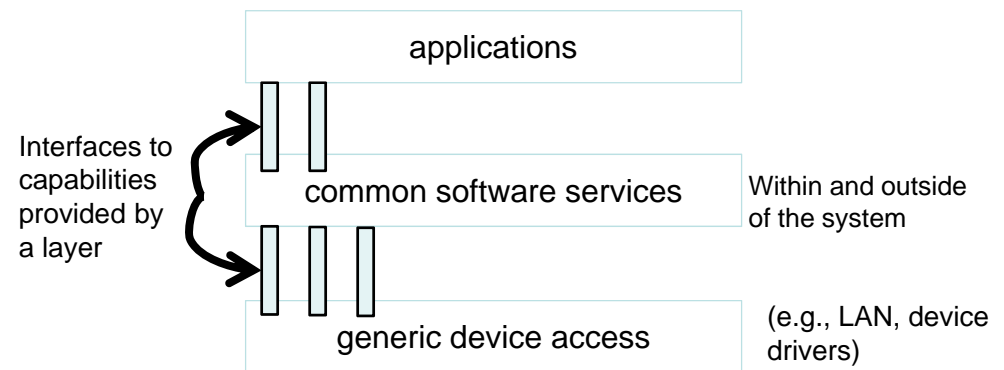 applications
Interfaces to
capabilities
provided by
a layer
common software services
Within and outside
of the system
generic device access
(e.g., LAN, device
drivers)